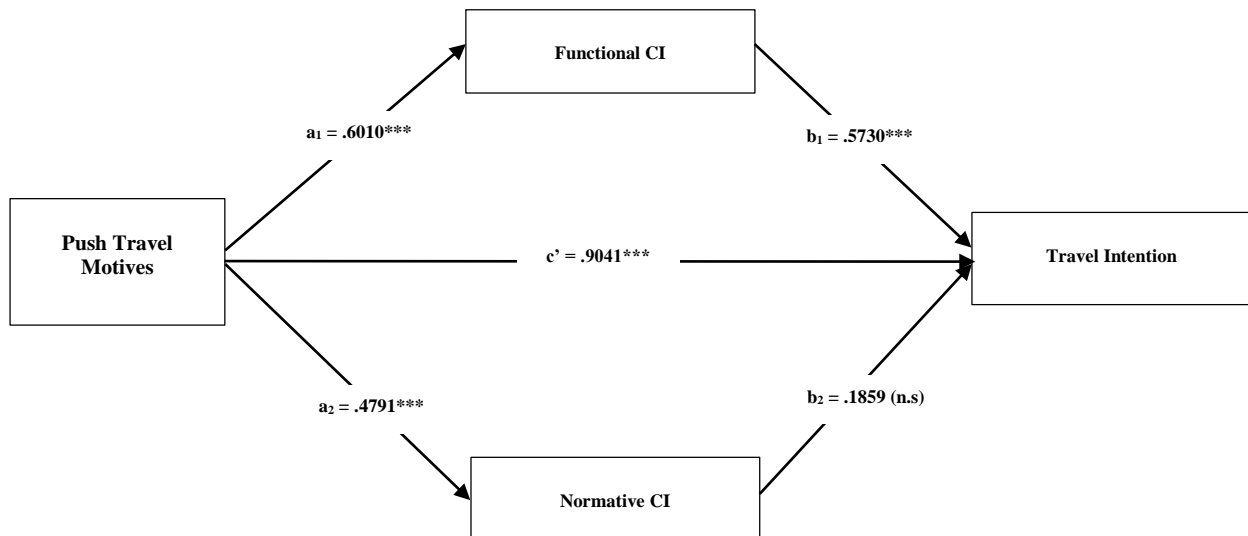 Functional CI
a₁ = .6010***
b₁ = .5730***
Push Travel
Motives
c’ = .9041***
Travel Intention
a₂ = .4791***
b₂ = .1859 (n.s)
Normative CI